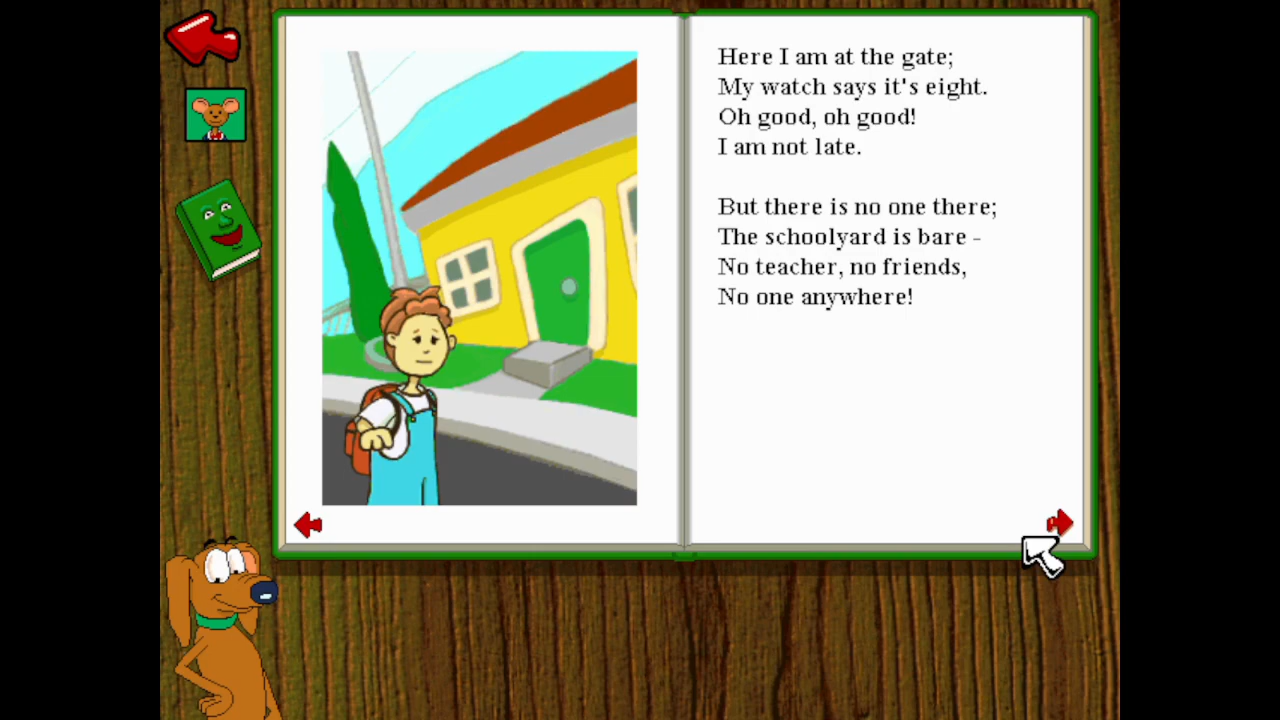 Here I am at the gate;
My watch says it's eight.
Oh good, oh good!
I am not late.
But there is no one there;
The schoolyard is bare -
No teacher, no friends,
No one anywhere!